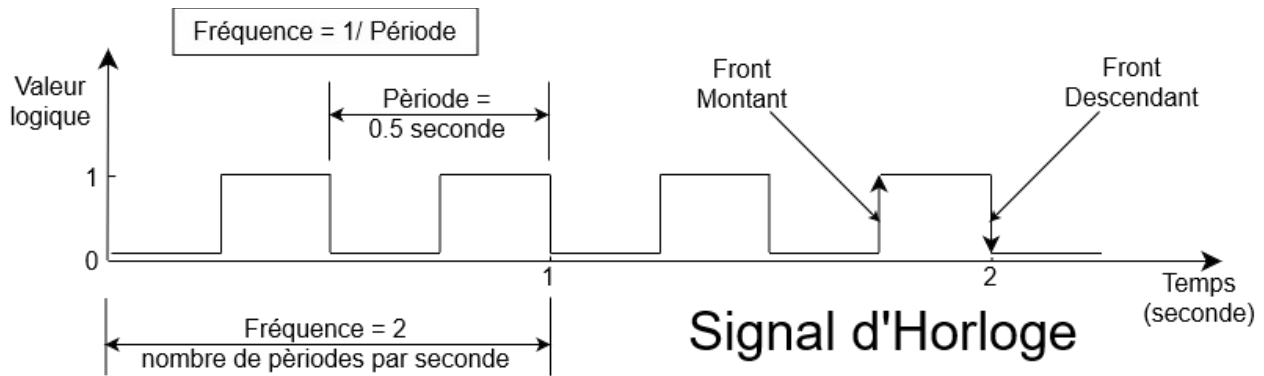 Fréquence = 1/ Période
Valeur
logique
Pèriode =
0.5 seconde
Front
Montant
Front
Descendant
1
0
1
2
Temps
(seconde)
Fréquence = 2
nombre de pèriodes par seconde
Signal d'Horloge